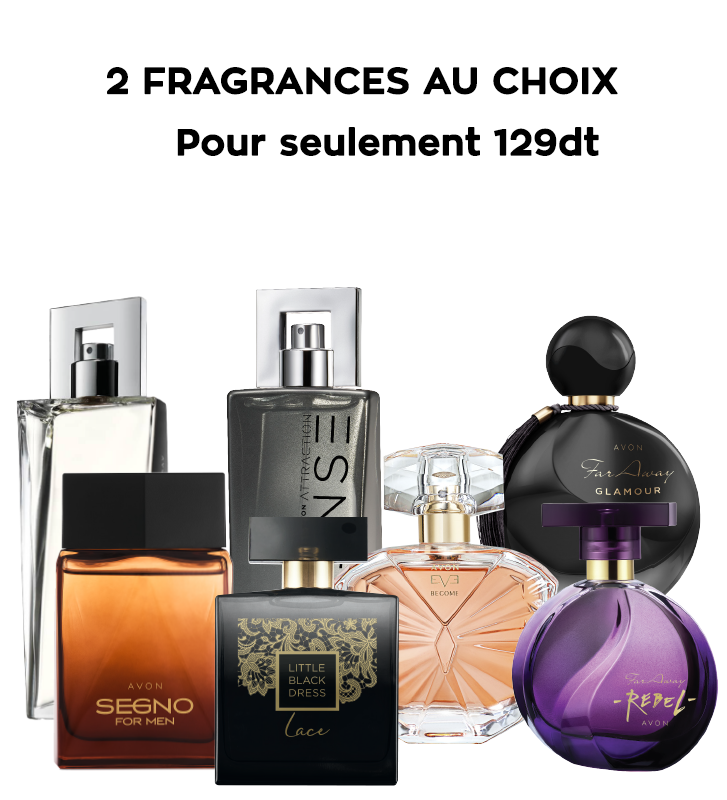 2 FRAGRANCES AU CHOIX
Pour seulement 129dt
ATTRACTION
AVON
Far Away
GLAMOUR
AVON
EVE
BECOME
AVON
SEGNO
FOR MEN
LITTLE
BLACK
DRESS
Lace
Far Away
-REBEL-
AVON